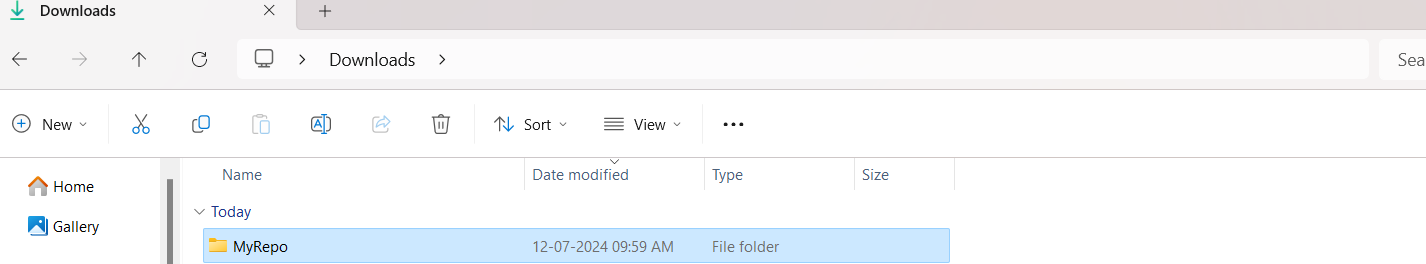 Downloads
Downloads
Sea
New
Sort
View
Name Date modified Type Size
Home
Today
Gallery
MyRepo 12-07-2024 09:59 AM File folder